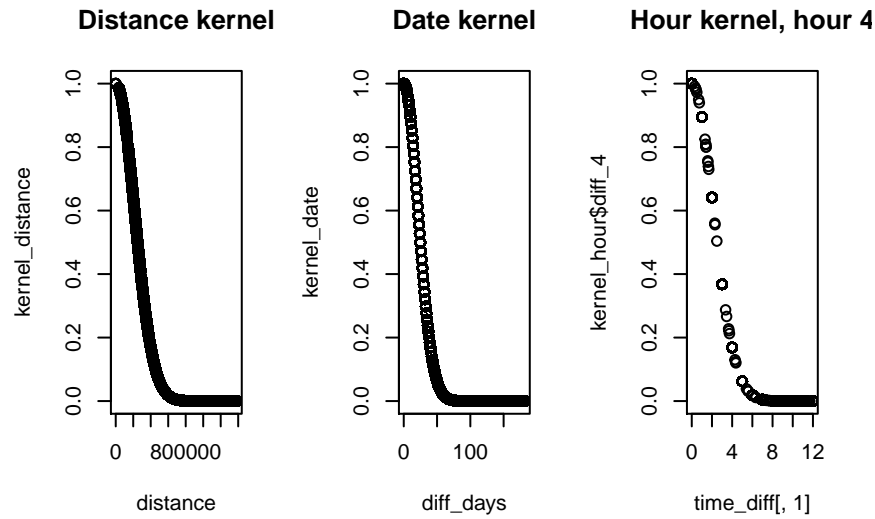 Distance kernel
kernel_distance
0.0 0.2 0.4 0.6 0.8 1.0
0 800000
distance
Date kernel
kernel_date
0.0 0.2 0.4 0.6 0.8 1.0
0 100
diff_days
Hour kernel, hour 4
kernel_hour$diff_4
0.0 0.2 0.4 0.6 0.8 1.0
0 4 8 12
time_diff[, 1]